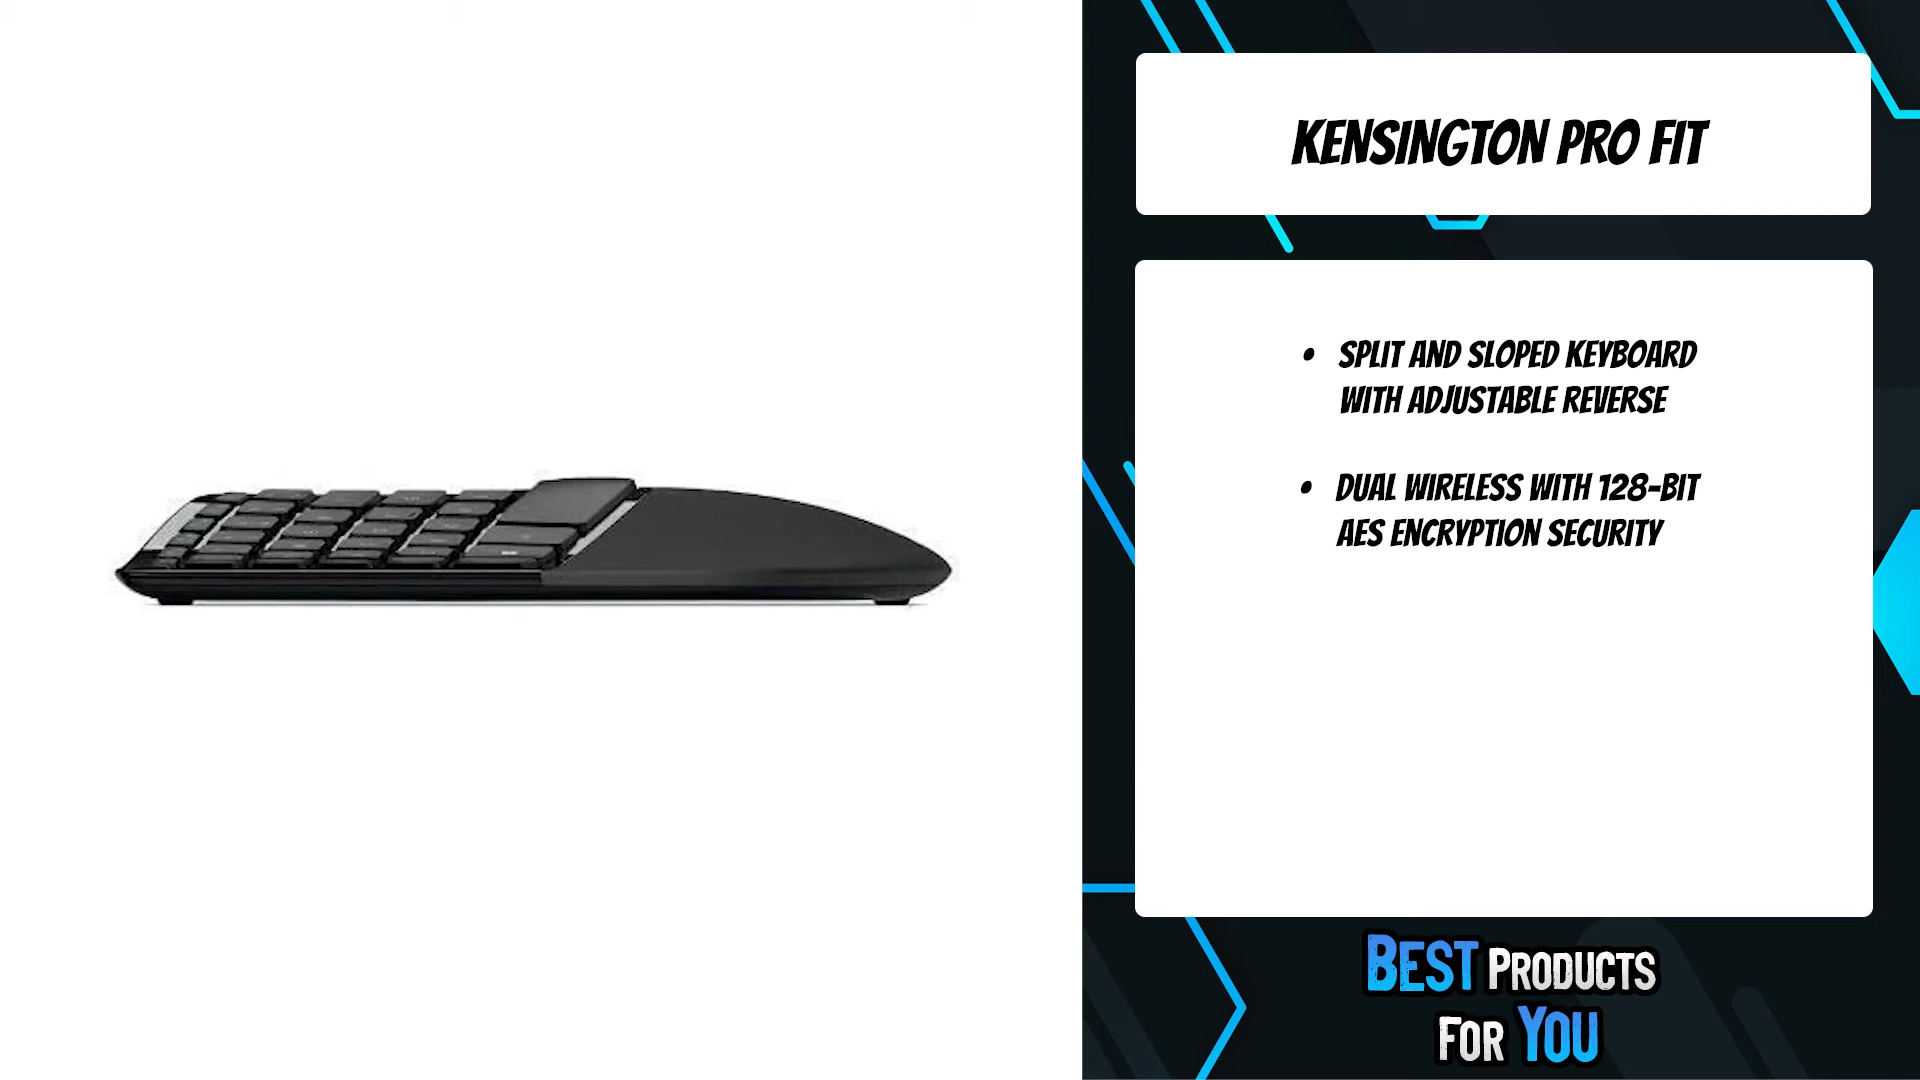 KENSINGTON PRO FIT
• SPLIT AND SLOPED KEYBOARD
WITH ADJUSTABLE REVERSE
• DUAL WIRELESS WITH 128-BIT
AES ENCRYPTION SECURITY
BEST PRODUCTS
FOR YOU